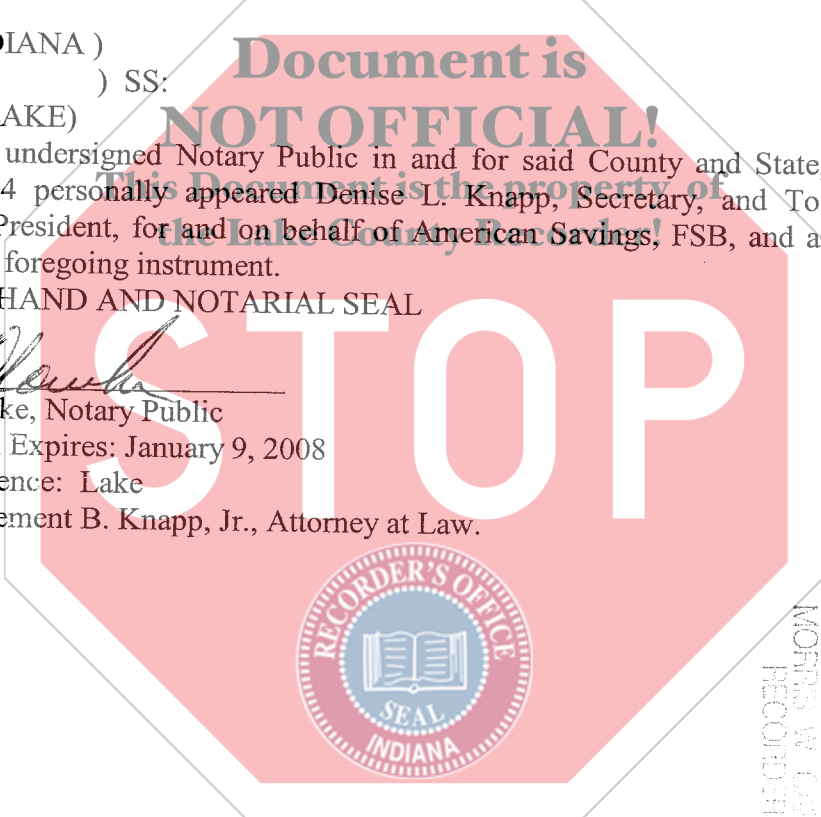 DIANA )
) SS:
AKE)
undersigned Notary Public in and for said County and State,
4 personally appeared Denise L. Knapp, Secretary, and To
President, for and on behalf of American Savings, FSB, and a
foregoing instrument.
HAND AND NOTARIAL SEAL
ke, Notary Public
Expires: January 9, 2008
ence: Lake
ement B. Knapp, Jr., Attorney at Law.
Document is
NOT OFFICIAL!
This Document is the property of
the Lake County Recorder!
STOP
RECORDER'S OFFICE
SEAL
INDIANA
MORRIS W. CAR
RECORDER